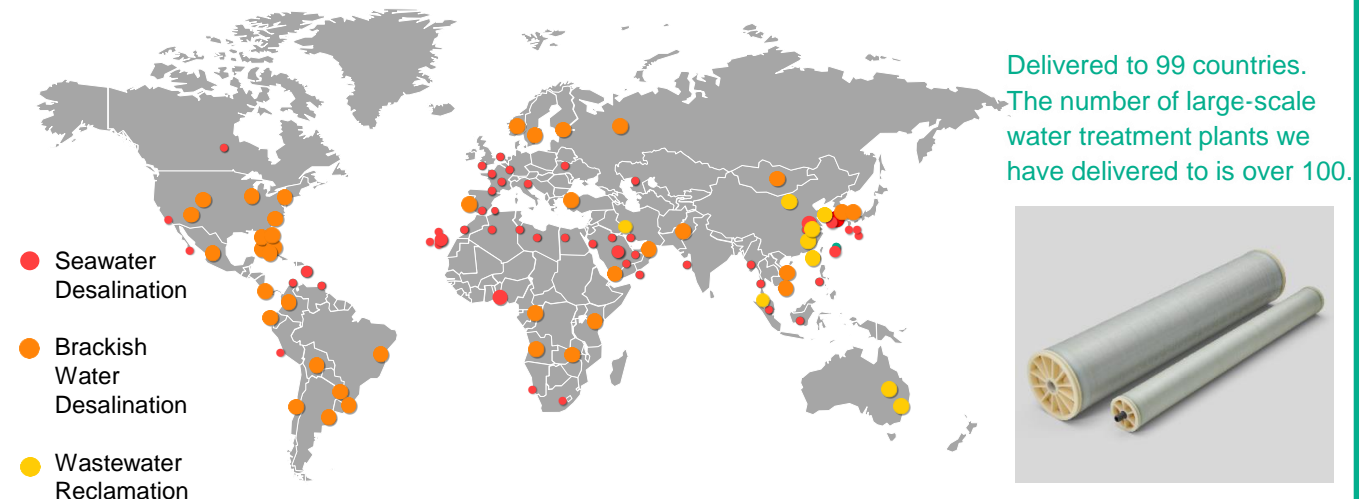 Delivered to 99 countries.
The number of large-scale
water treatment plants we
have delivered to is over 100.
Seawater
Desalination
Brackish
Water
Desalination
Wastewater
Reclamation